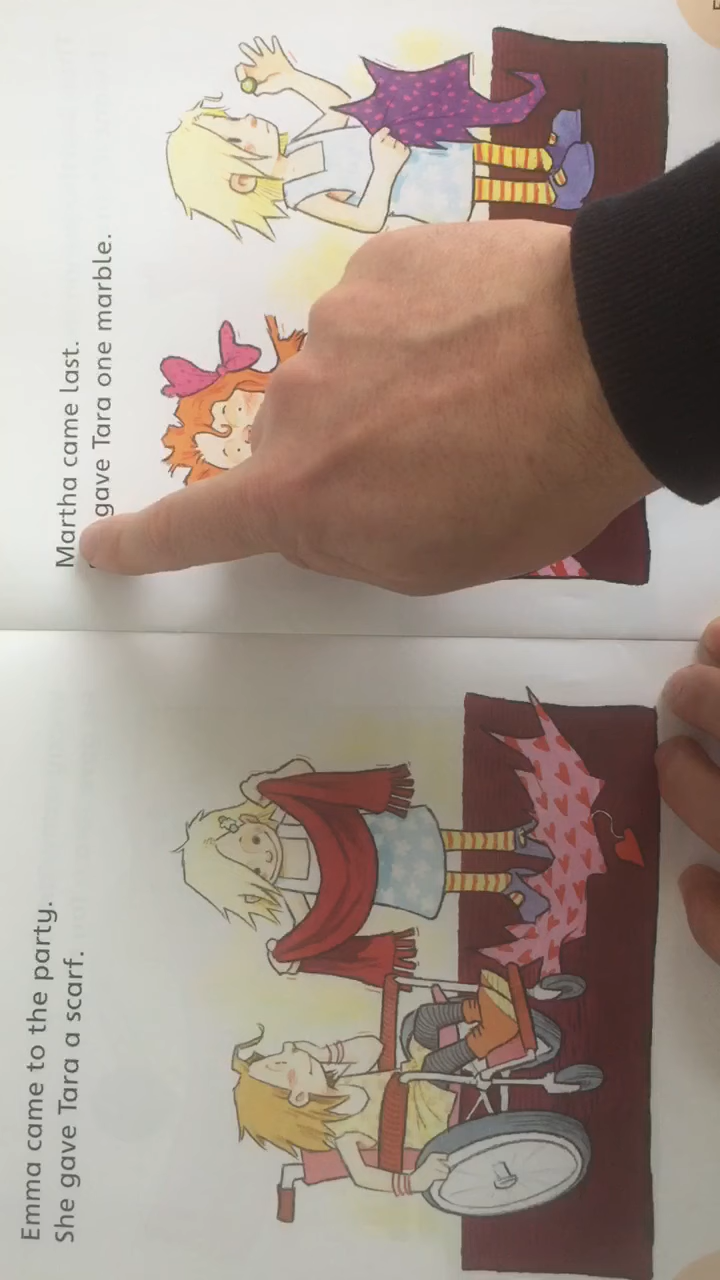 Emma came to the party.
She gave Tara a scarf.
Martha came last.
gave Tara one marble.